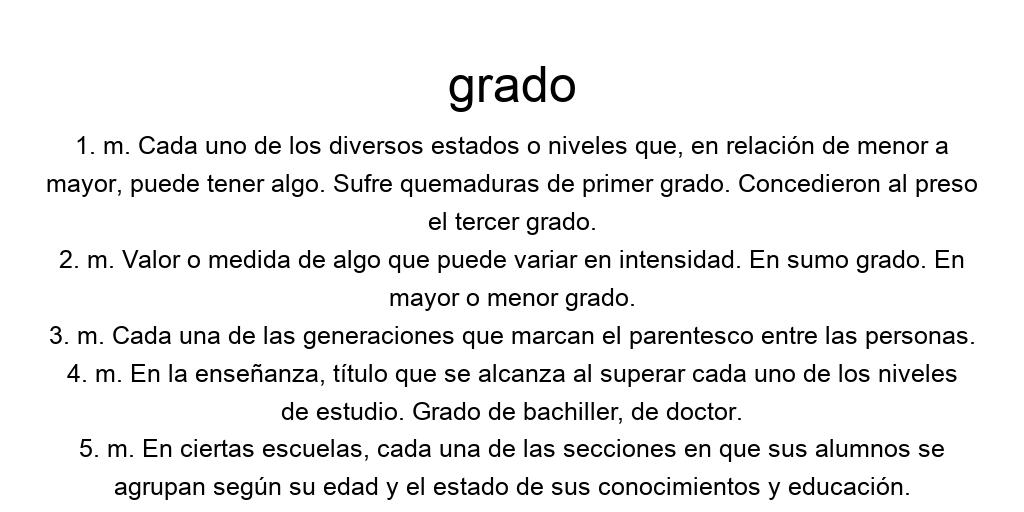 grado
1. m. Cada uno de los diversos estados o niveles que, en relación de menor a
mayor, puede tener algo. Sufre quemaduras de primer grado. Concedieron al preso
el tercer grado.
2. m. Valor o medida de algo que puede variar en intensidad. En sumo grado. En
mayor o menor grado.
3. m. Cada una de las generaciones que marcan el parentesco entre las personas.
4. m. En la enseñanza, título que se alcanza al superar cada uno de los niveles
de estudio. Grado de bachiller, de doctor.
5. m. En ciertas escuelas, cada una de las secciones en que sus alumnos se
agrupan según su edad y el estado de sus conocimientos y educación.